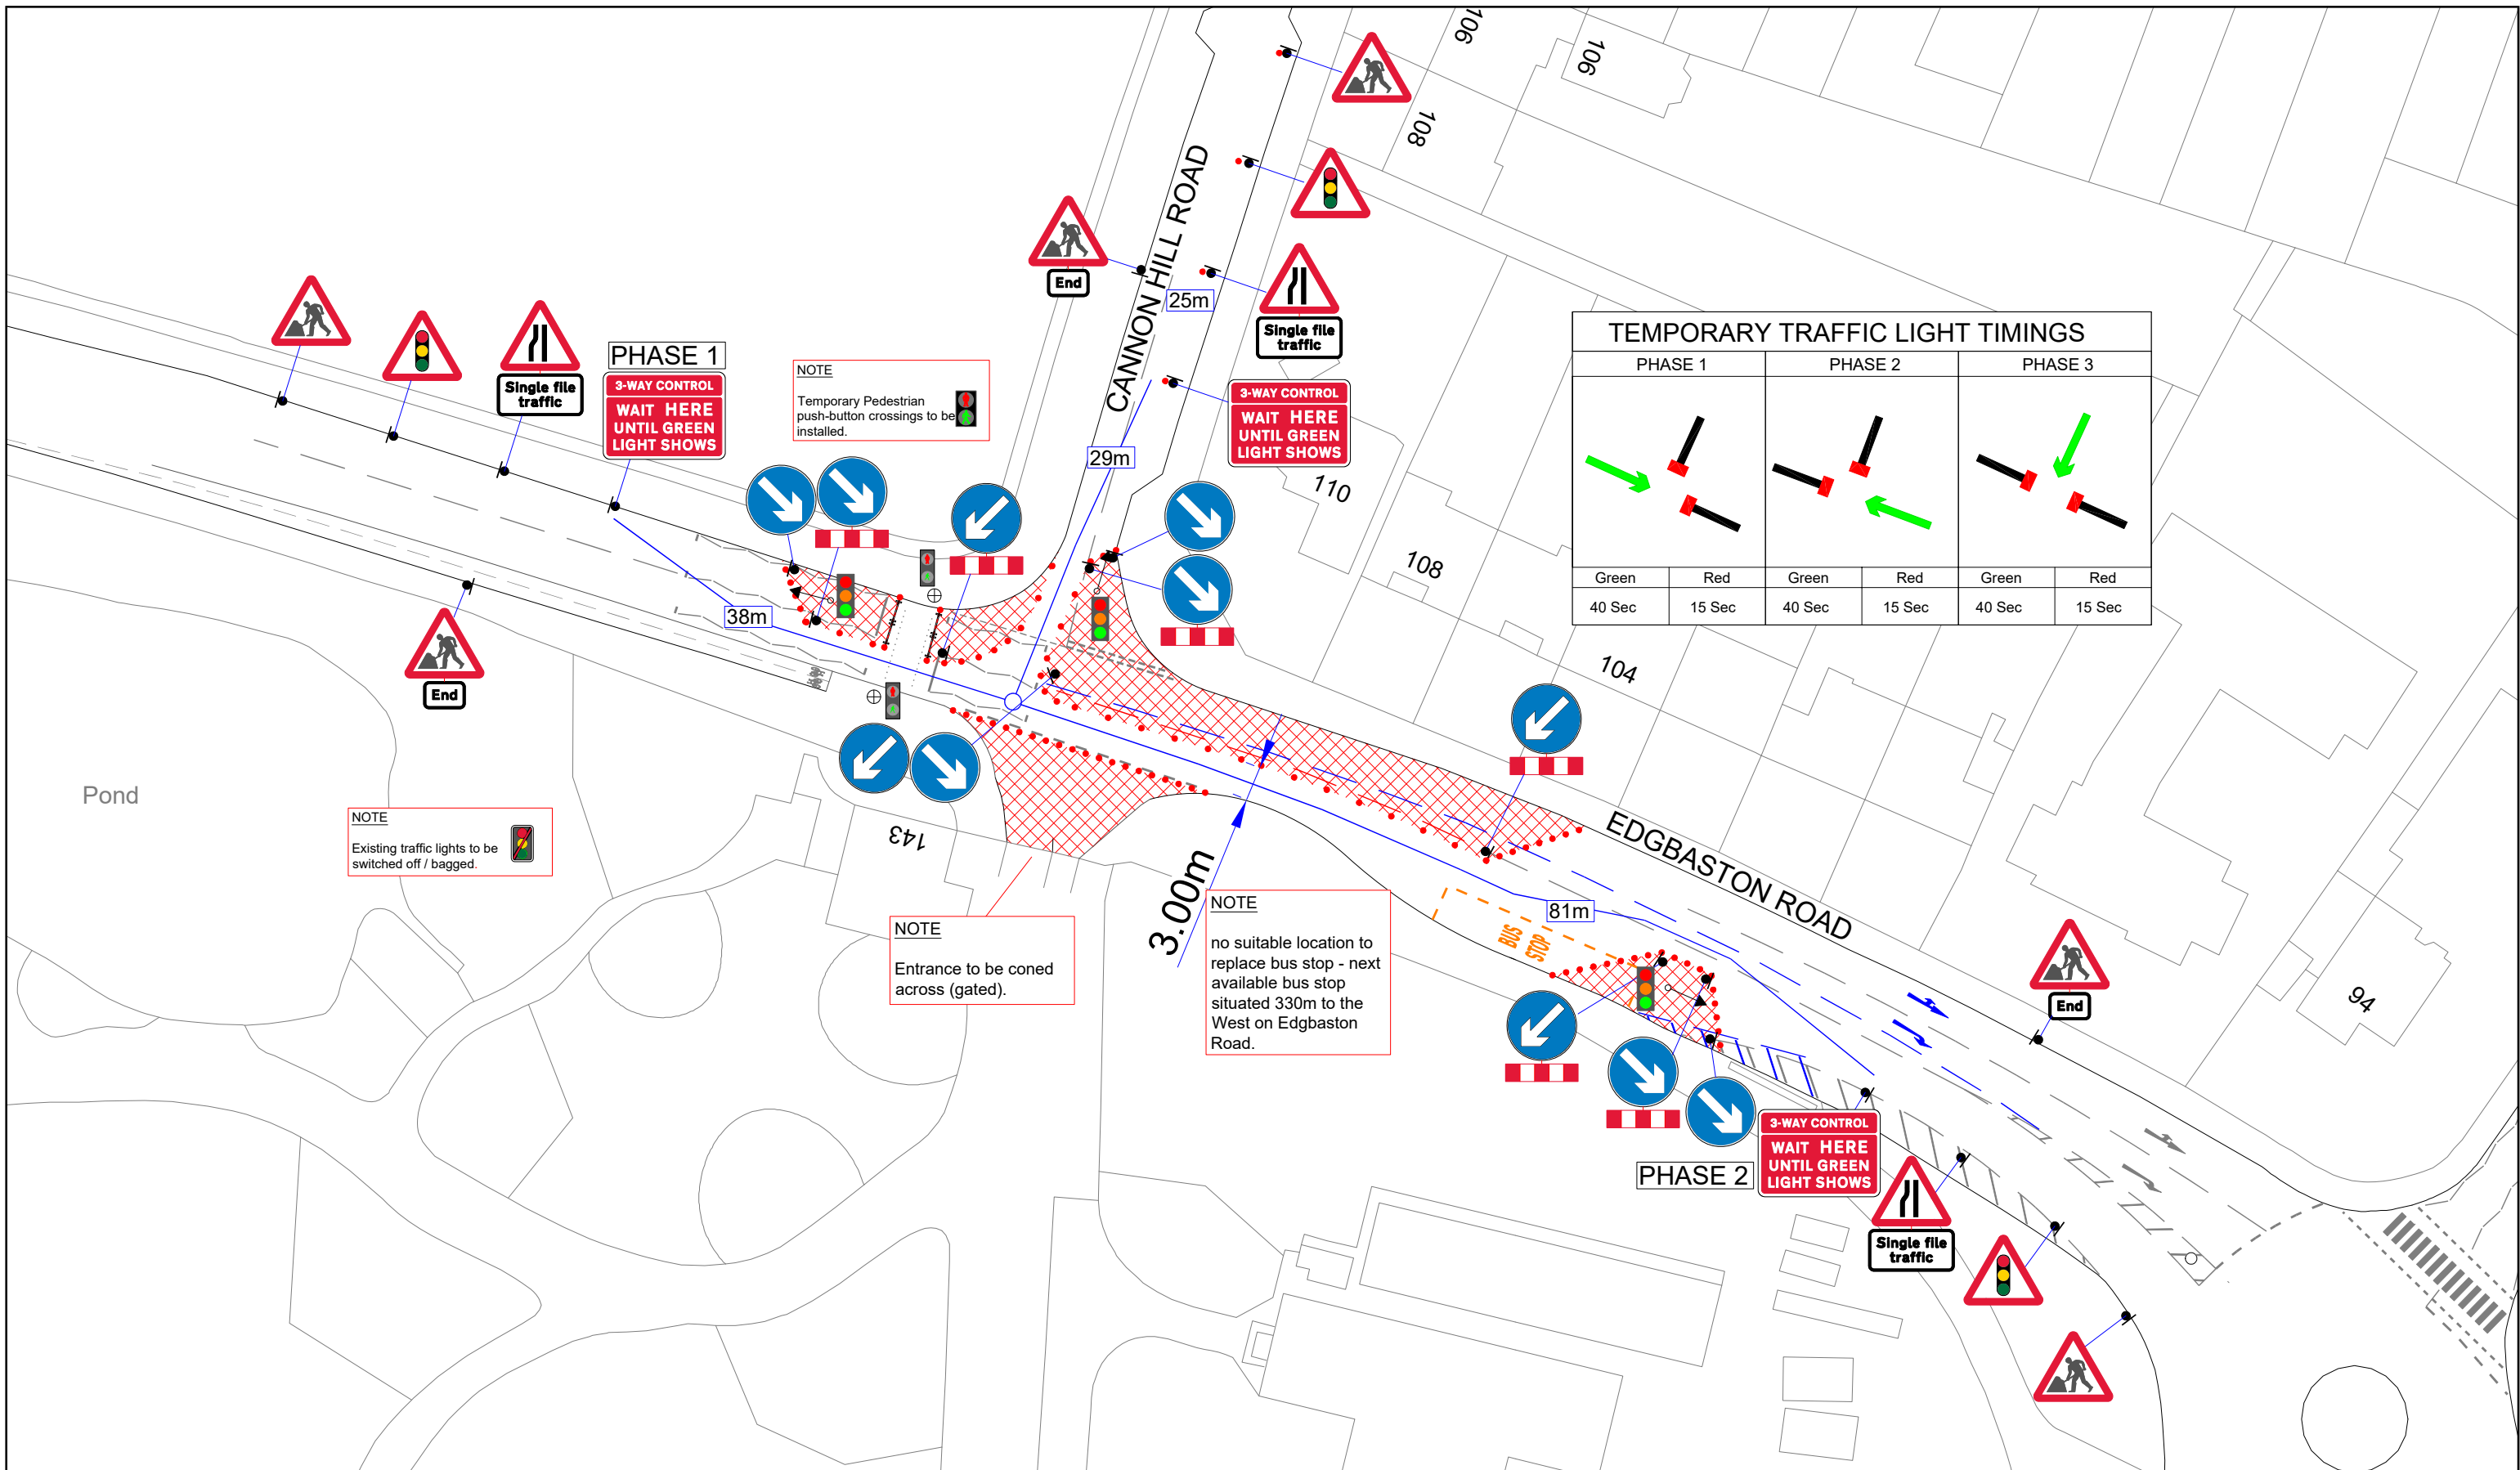 106
106
108
CANNON HILL ROAD
End
25m
Single file
traffic
TEMPORARY TRAFFIC LIGHT TIMINGS
PHASE 1
PHASE 2
PHASE 3
Green
Red
Green
Red
Green
Red
40 Sec
15 Sec
40 Sec
15 Sec
40 Sec
15 Sec
PHASE 1
Single file
traffic
3-WAY CONTROL
WAIT HERE
UNTIL GREEN
LIGHT SHOWS
NOTE
Temporary Pedestrian
push-button crossings to be
installed.
3-WAY CONTROL
WAIT HERE
UNTIL GREEN
LIGHT SHOWS
29m
110
108
38m
104
End
Pond
NOTE
Existing traffic lights to be
switched off / bagged.
143
3.00m
EDGBASTON ROAD
NOTE
Entrance to be coned
across (gated).
NOTE
no suitable location to
replace bus stop - next
available bus stop
situated 330m to the
West on Edgbaston
Road.
81m
BUS
STOP
End
94
PHASE 2
3-WAY CONTROL
WAIT HERE
UNTIL GREEN
LIGHT SHOWS
Single file
traffic